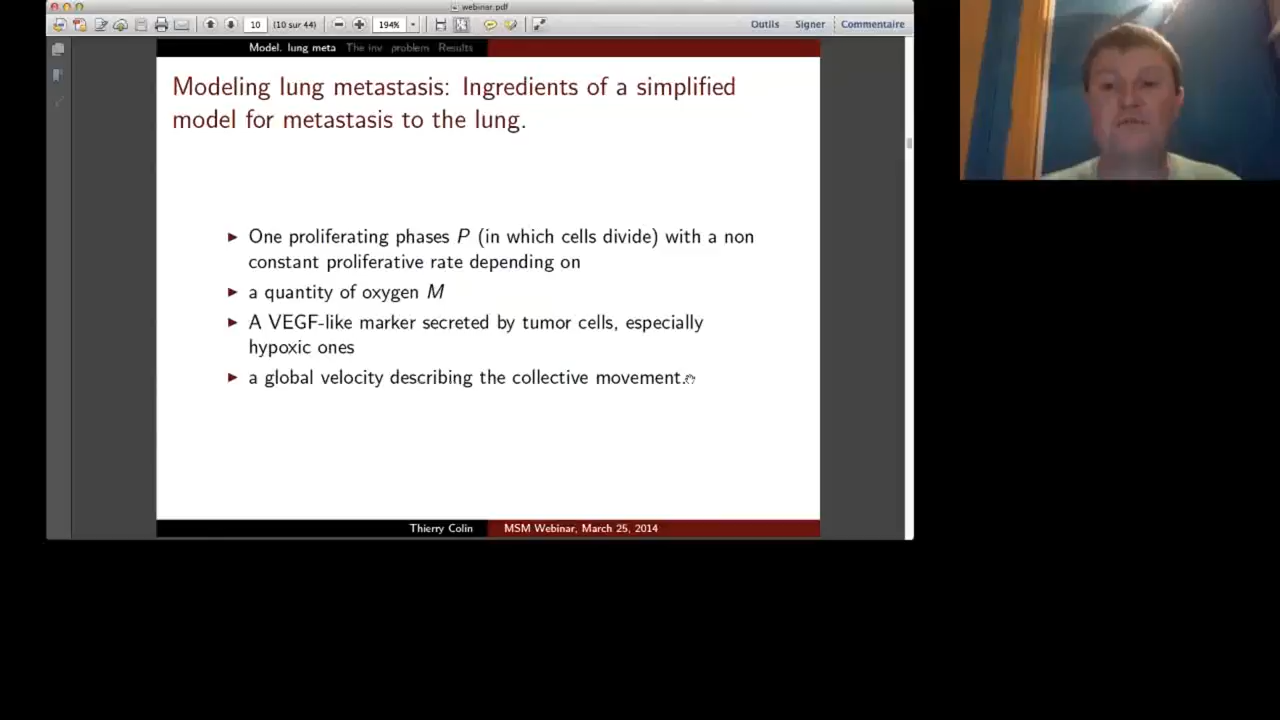 webinar.pdf
10 (10 sur 44) 194% Outils Signer Commentaire
Model. lung meta The inv problem Results
Modeling lung metastasis: Ingredients of a simplified
model for metastasis to the lung.
► One proliferating phases P (in which cells divide) with a non
constant proliferative rate depending on
► a quantity of oxygen M
► A VEGF-like marker secreted by tumor cells, especially
hypoxic ones
► a global velocity describing the collective movement.
Thierry Colin MSM Webinar, March 25, 2014